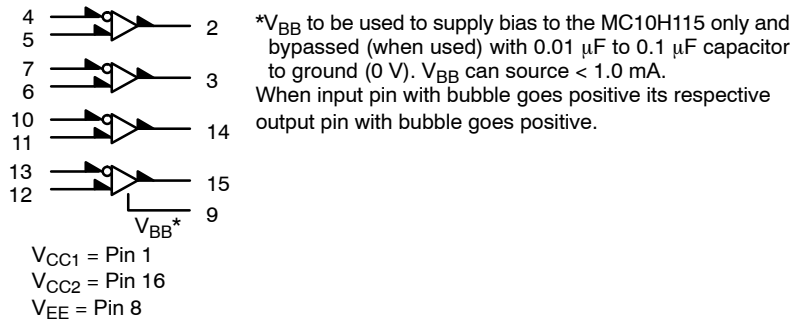 4
5
2
7
6
3
10
11
14
13
12
15
9
VBB*
VCC1 = Pin 1
VCC2 = Pin 16
VEE = Pin 8
*VBB to be used to supply bias to the MC10H115 only and
bypassed (when used) with 0.01 μF to 0.1 μF capacitor
to ground (0 V). VBB can source < 1.0 mA.
When input pin with bubble goes positive its respective
output pin with bubble goes positive.